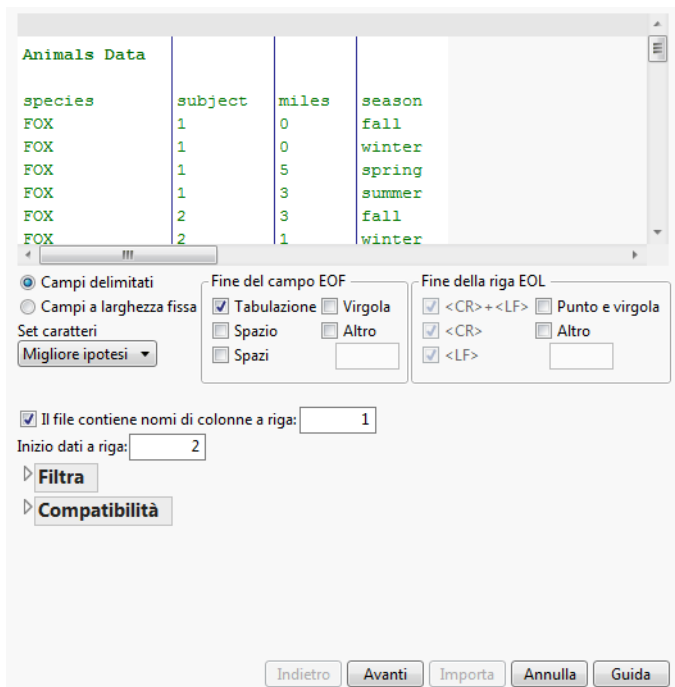 Animals Data
species subject miles season
FOX 1 0 fall
FOX 1 0 winter
FOX 1 5 spring
FOX 1 3 summer
FOX 2 3 fall
FOX 2 1 winter
Campi delimitati
Campi a larghezza fissa
Set caratteri
Migliore ipotesi
Fine del campo EOF
Tabulazione Virgola
Spazio Altro
Spazi
Fine della riga EOL
<CR>+<LF> Punto e virgola
<CR> Altro
<LF>
Il file contiene nomi di colonne a riga: 1
Inizio dati a riga: 2
Filtra
Compatibilità
Indietro Avanti Importa Annulla Guida